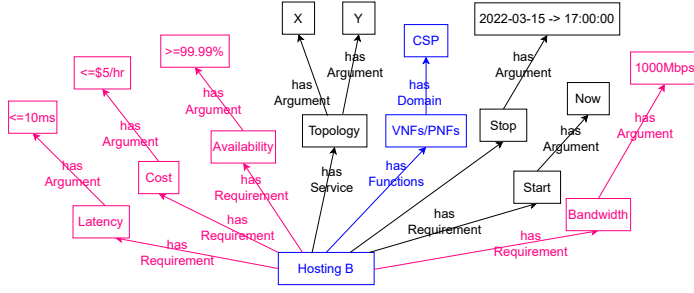 X
Y
2022-03-15 -> 17:00:00
CSP
>=99.99%
<=$5/hr
1000Mbps
Now
<=10ms
has
Argument
has
Argument
has
Domain
has
Argument
has
Argument
has
Argument
has
Argument
has
Argument
has
Argument
Topology
VNFs/PNFs
Stop
Availability
Cost
Start
Latency
Bandwidth
has
Requirement
has
Service
has
Functions
has
Requirement
has
Requirement
has
Requirement
has
Requirement
Hosting B